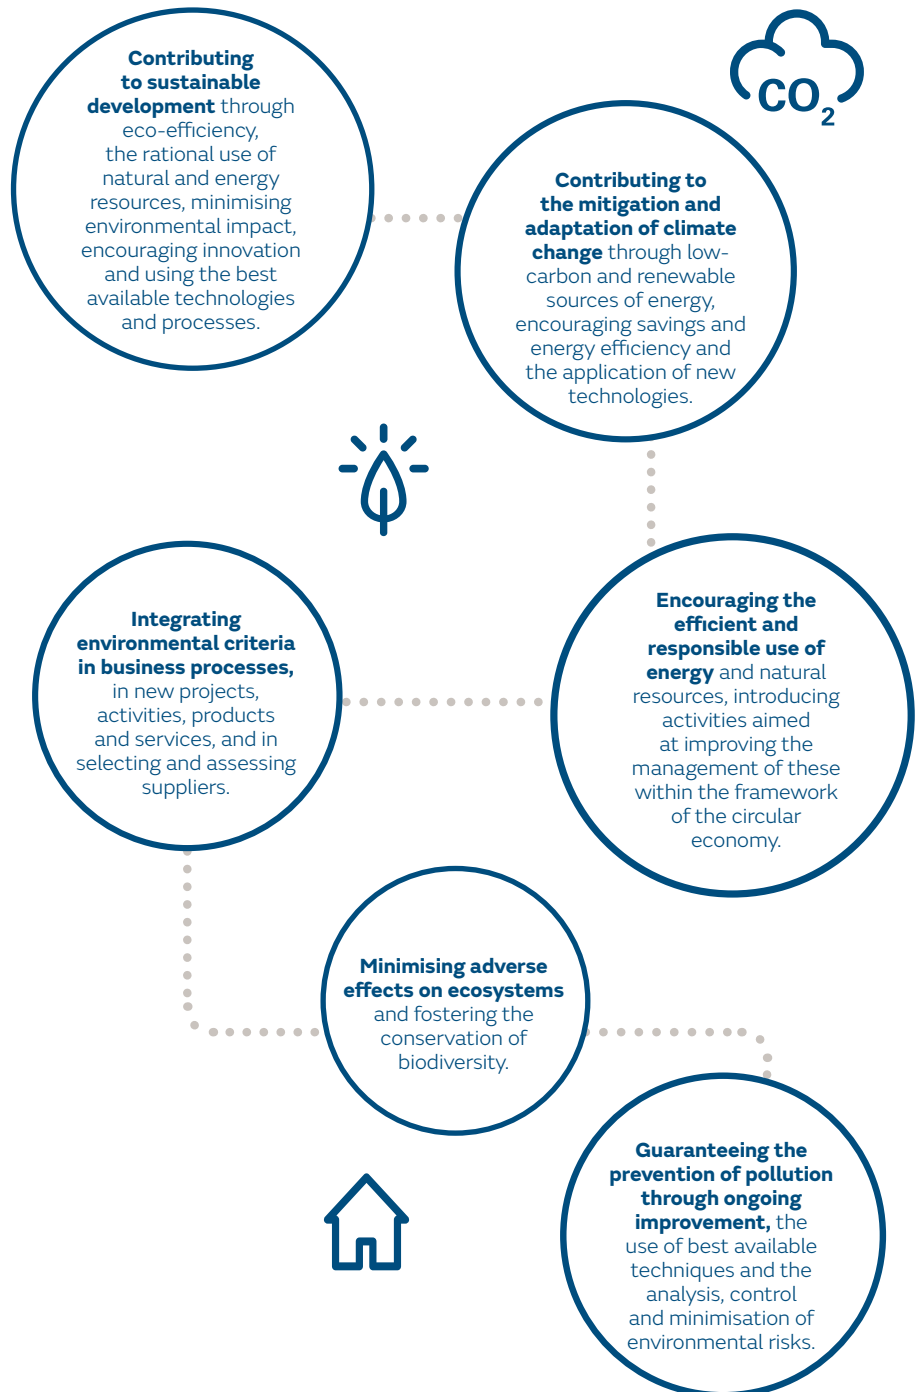 Contributing
to sustainable
development through
eco-efficiency,
the rational use of
natural and energy
resources, minimising
environmental impact,
encouraging innovation
and using the best
available technologies
and processes.
CO2
Contributing to
the mitigation and
adaptation of climate
change through low-
carbon and renewable
sources of energy,
encouraging savings and
energy efficiency and
the application of new
technologies.
Encouraging the
efficient and
responsible use of
energy and natural
resources, introducing
activities aimed
at improving the
management of these
within the framework
of the circular
economy.
Integrating
environmental criteria
in business processes,
in new projects,
activities, products
and services, and in
selecting and assessing
suppliers.
Minimising adverse
effects on ecosystems
and fostering the
conservation of
biodiversity.
Guaranteeing the
prevention of pollution
through ongoing
improvement, the
use of best available
techniques and the
analysis, control
and minimisation of
environmental risks.